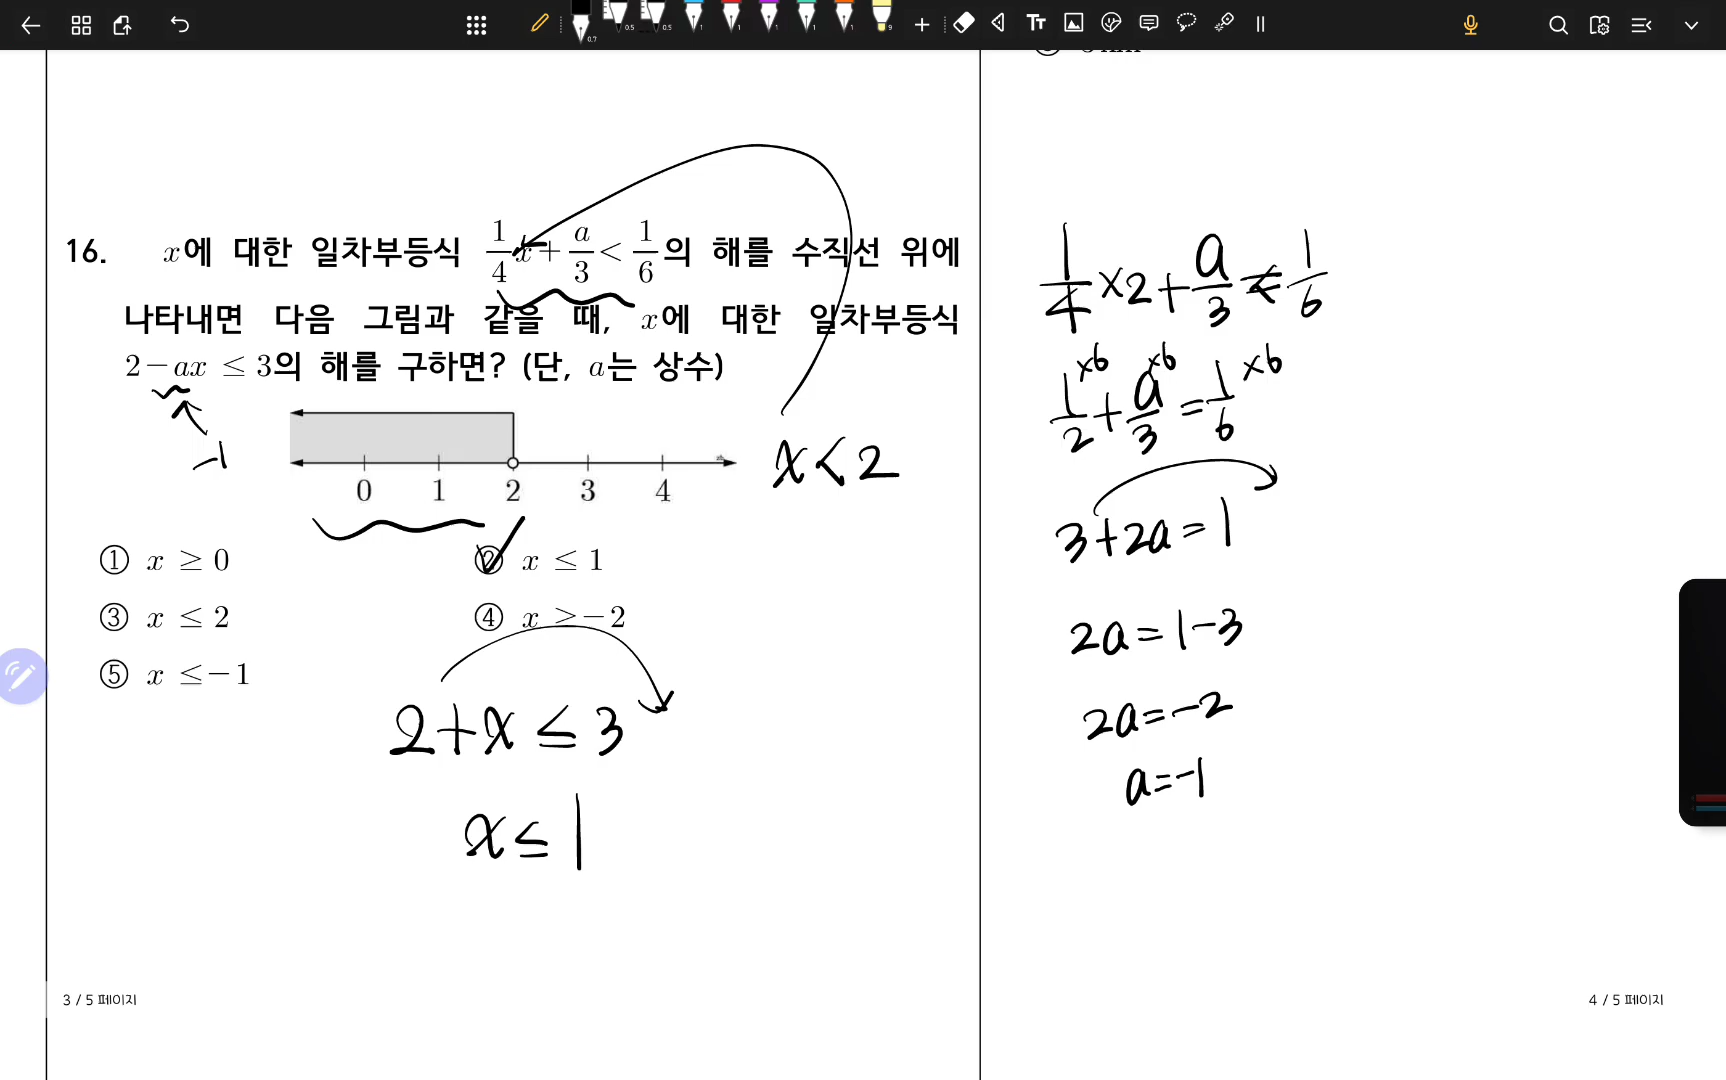 16. x에 대한 일차부등식 1/4 x + a/3 < 1/6 의 해를 수직선 위에
나타내면 다음 그림과 같을 때, x에 대한 일차부등식
2 - ax ≤ 3의 해를 구하면? (단, a는 상수)
-1
0 1 2 3 4
x < 2
① x ≥ 0
② x ≤ 1
③ x ≤ 2
④ x ≥ -2
⑤ x ≤ -1
2 + x ≤ 3
x ≤ 1
3 / 5 페이지
1/4 × 2 + a/3 = 1/6
×6 ×6 ×6
1/2 + a/3 = 1/6
3 + 2a = 1
2a = 1 - 3
2a = -2
a = -1
4 / 5 페이지